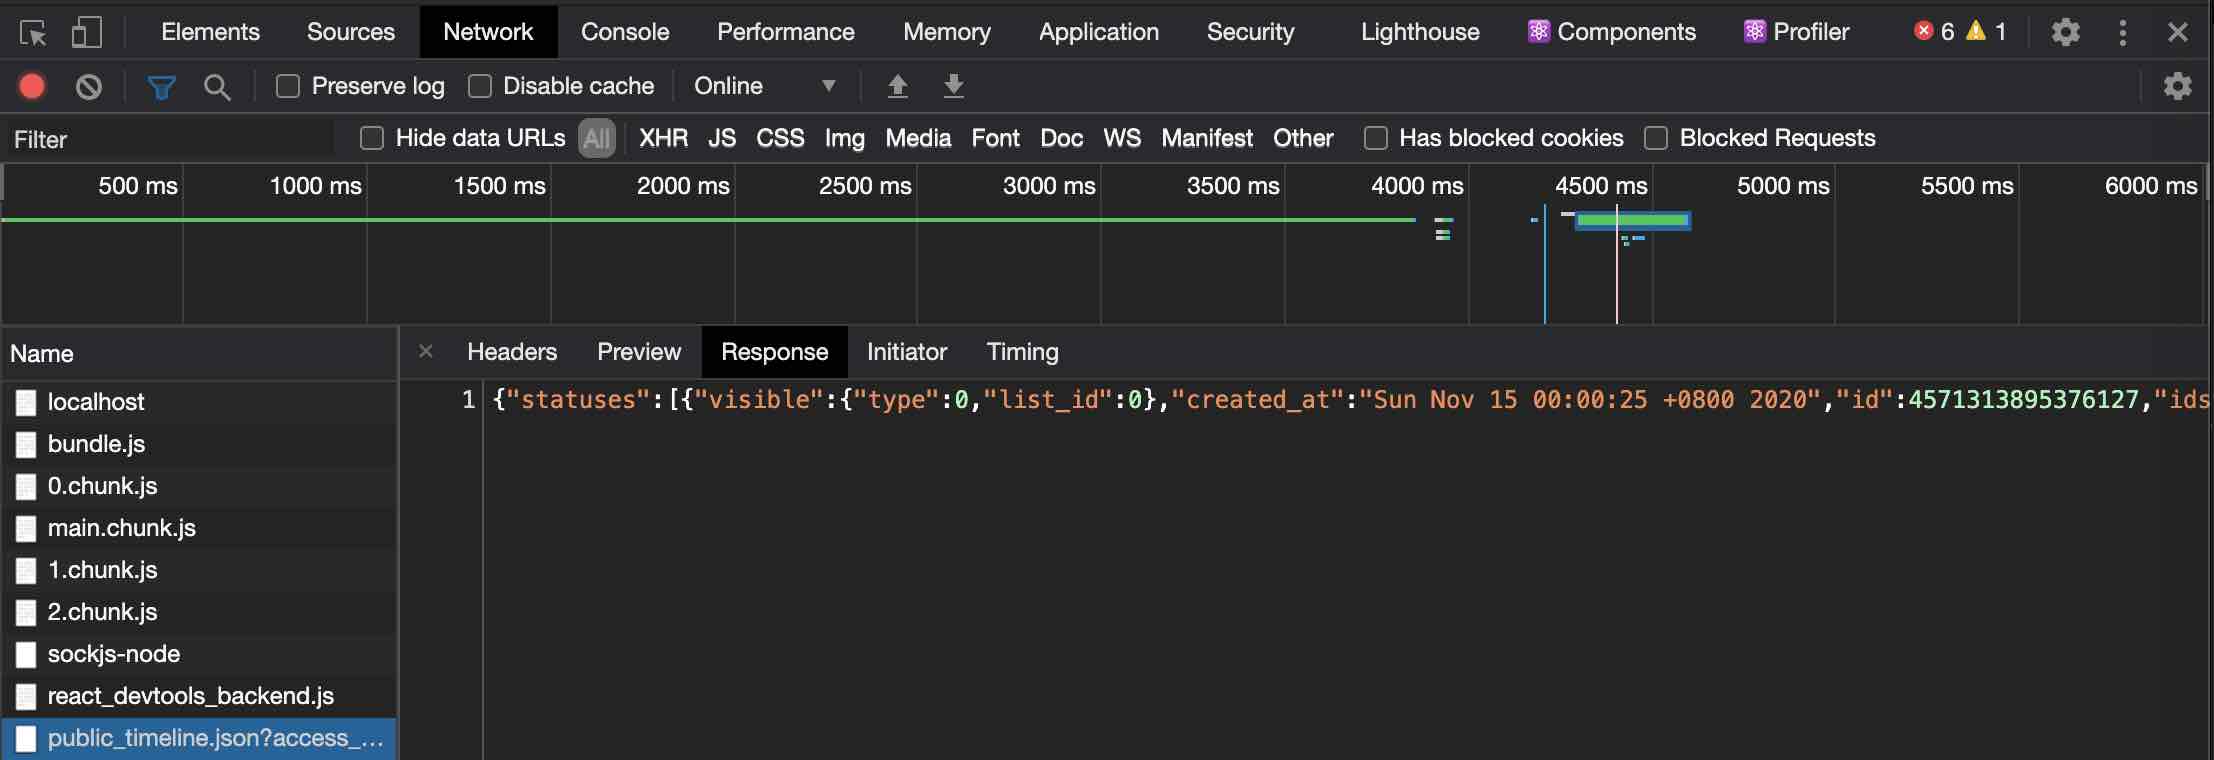 Elements Sources Network Console Performance Memory Application Security Lighthouse Components Profiler 6 1
Preserve log Disable cache Online
Filter Hide data URLs All XHR JS CSS Img Media Font Doc WS Manifest Other Has blocked cookies Blocked Requests
500 ms 1000 ms 1500 ms 2000 ms 2500 ms 3000 ms 3500 ms 4000 ms 4500 ms 5000 ms 5500 ms 6000 ms
Name Headers Preview Response Initiator Timing
localhost
1 {"statuses":[{"visible":{"type":0,"list_id":0},"created_at":"Sun Nov 15 00:00:25 +0800 2020","id":4571313895376127,"ids
bundle.js
0.chunk.js
main.chunk.js
1.chunk.js
2.chunk.js
sockjs-node
react_devtools_backend.js
public_timeline.json?access_...